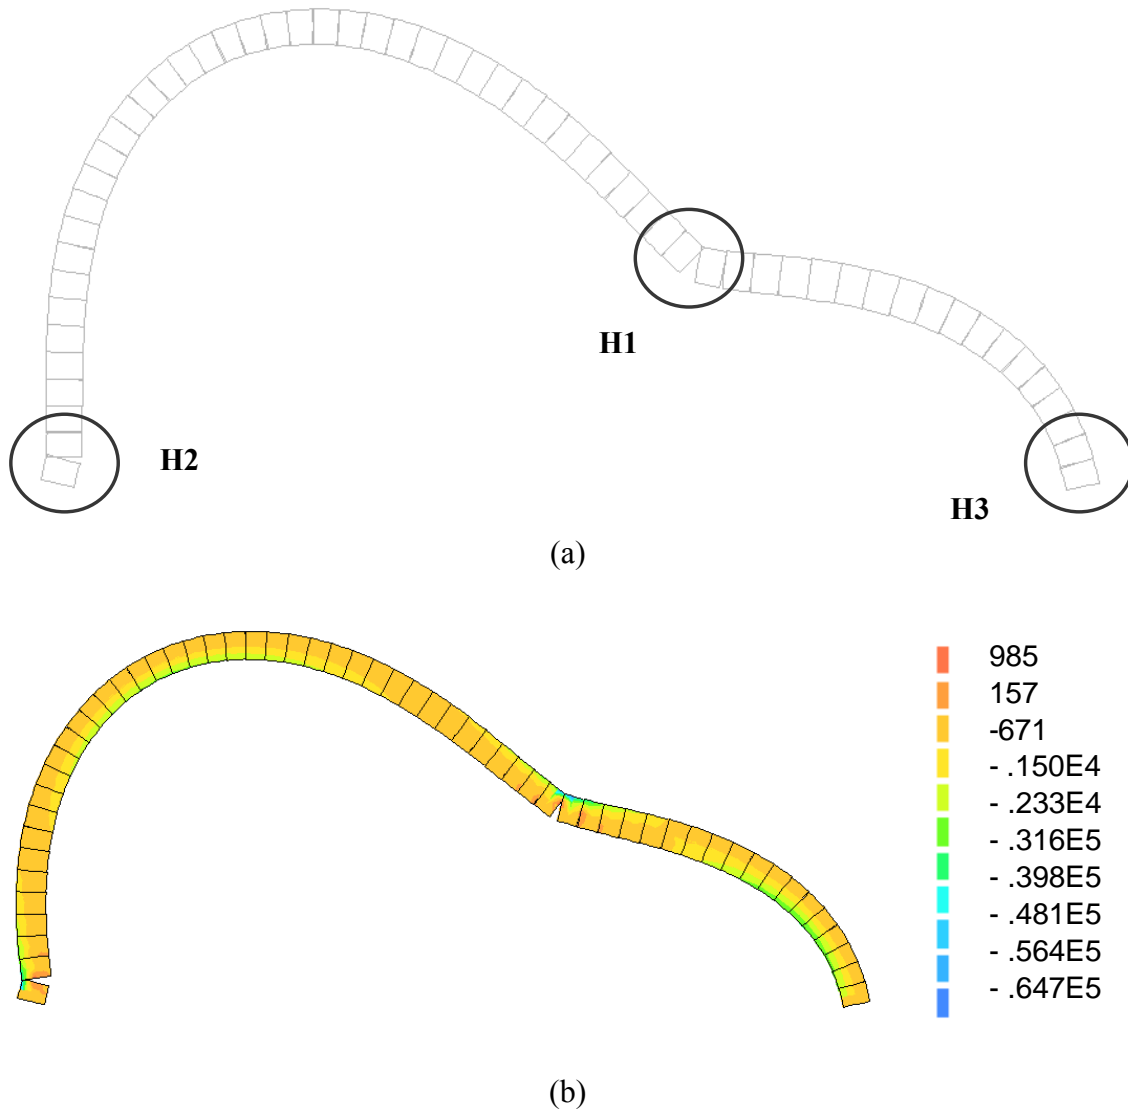 H1
H2
H3
(a)
985
157
-671
- .150E4
- .233E4
- .316E5
- .398E5
- .481E5
- .564E5
- .647E5
(b)